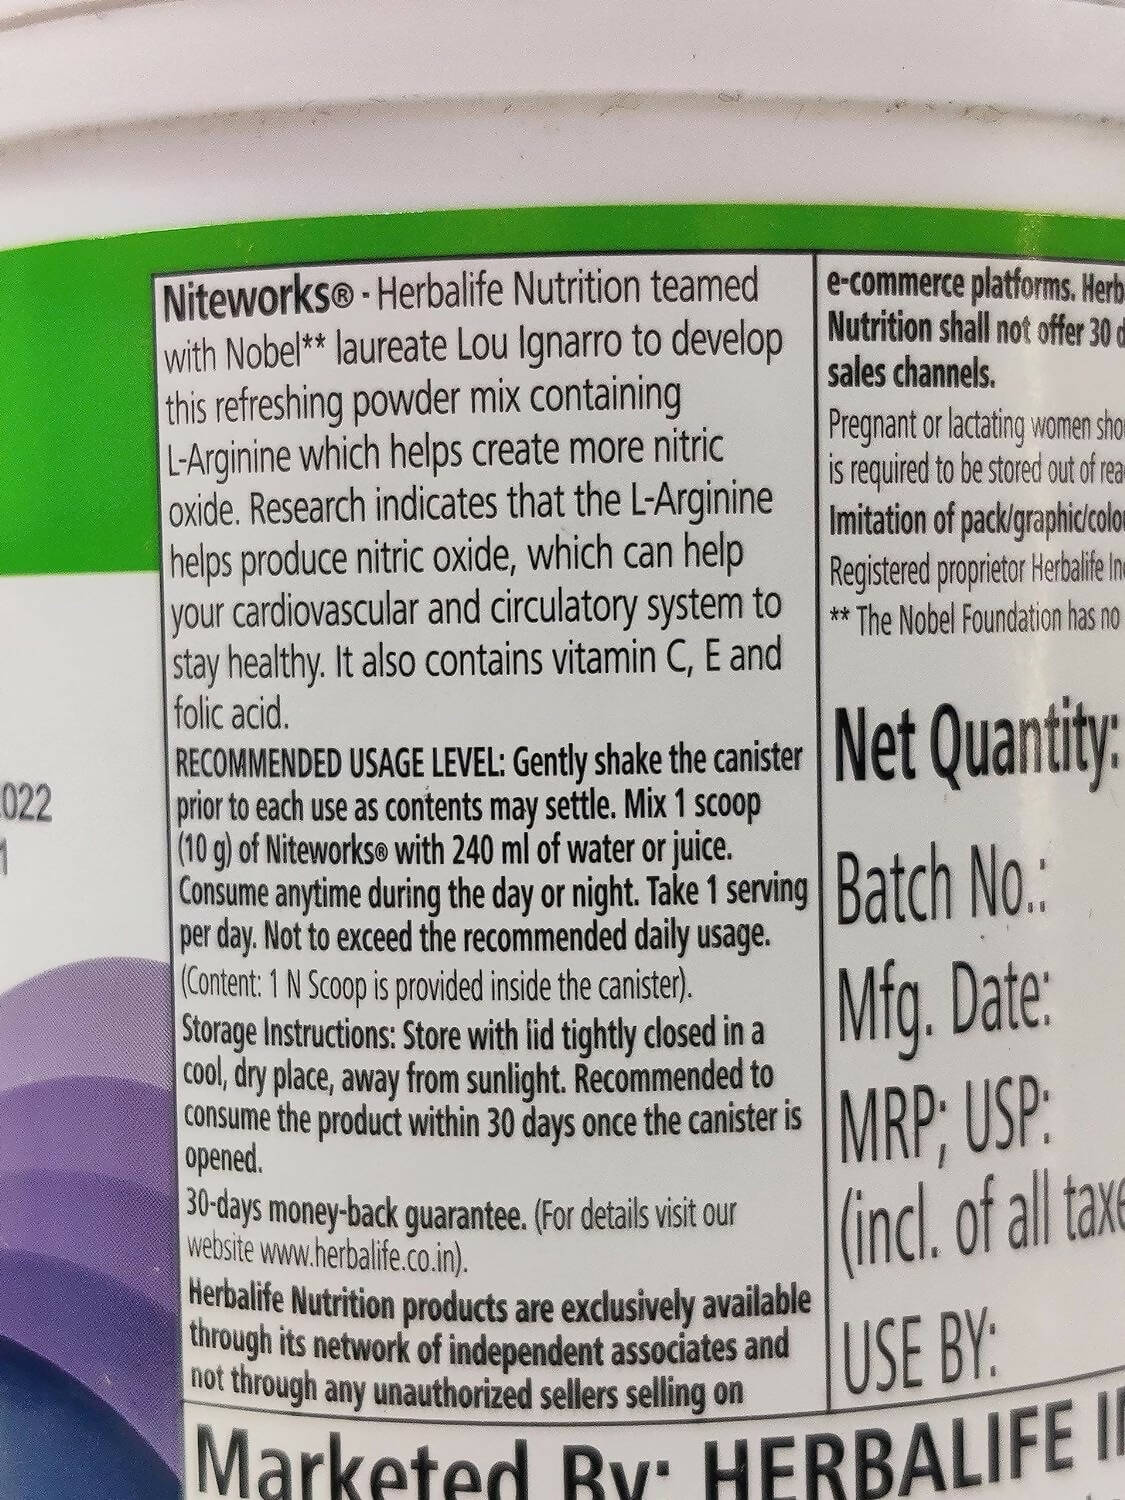 Niteworks® - Herbalife Nutrition teamed
with Nobel** laureate Lou Ignarro to develop
this refreshing powder mix containing
L-Arginine which helps create more nitric
oxide. Research indicates that the L-Arginine
helps produce nitric oxide, which can help
your cardiovascular and circulatory system to
stay healthy. It also contains vitamin C, E and
folic acid.
RECOMMENDED USAGE LEVEL: Gently shake the canister
prior to each use as contents may settle. Mix 1 scoop
(10 g) of Niteworks® with 240 ml of water or juice.
Consume anytime during the day or night. Take 1 serving
per day. Not to exceed the recommended daily usage.
(Content: 1 N Scoop is provided inside the canister).
Storage Instructions: Store with lid tightly closed in a
cool, dry place, away from sunlight. Recommended to
consume the product within 30 days once the canister is
opened.
30-days money-back guarantee. (For details visit our
website www.herbalife.co.in).
Herbalife Nutrition products are exclusively available
through its network of independent associates and
not through any unauthorized sellers selling on
e-commerce platforms. Herb
Nutrition shall not offer 30 d
sales channels.
Pregnant or lactating women sho
is required to be stored out of rea
Imitation of pack/graphic/colou
Registered proprietor Herbalife In
** The Nobel Foundation has no
Net Quantity:
Batch No.:
Mfg. Date:
MRP; USP:
(incl. of all taxe
USE BY:
Marketed By: HERBALIFE I
022
1